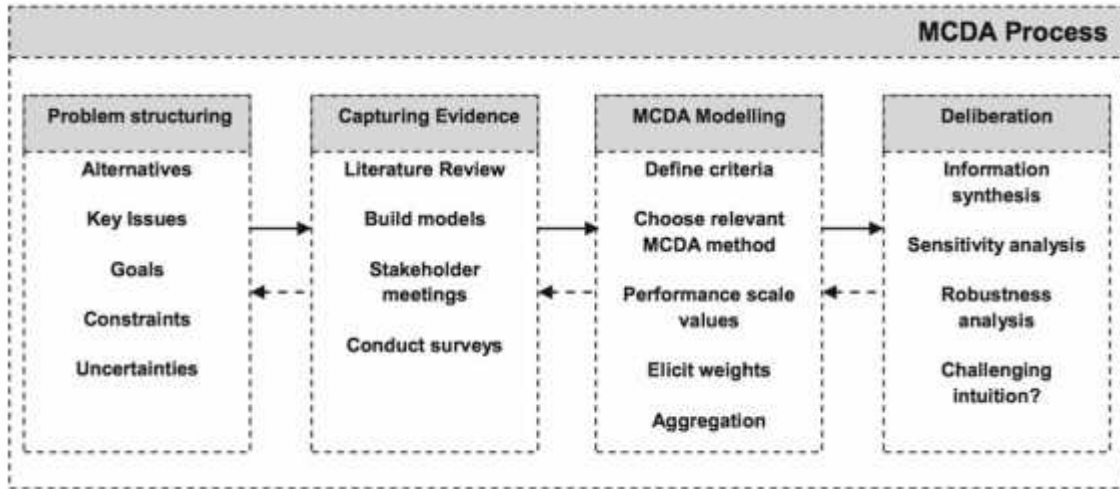 MCDA Process
Problem structuring
Alternatives
Key Issues
Goals
Constraints
Uncertainties
Capturing Evidence
Literature Review
Build models
Stakeholder
meetings
Conduct surveys
MCDA Modelling
Define criteria
Choose relevant
MCDA method
Performance scale
values
Elicit weights
Aggregation
Deliberation
Information
synthesis
Sensitivity analysis
Robustness
analysis
Challenging
intuition?